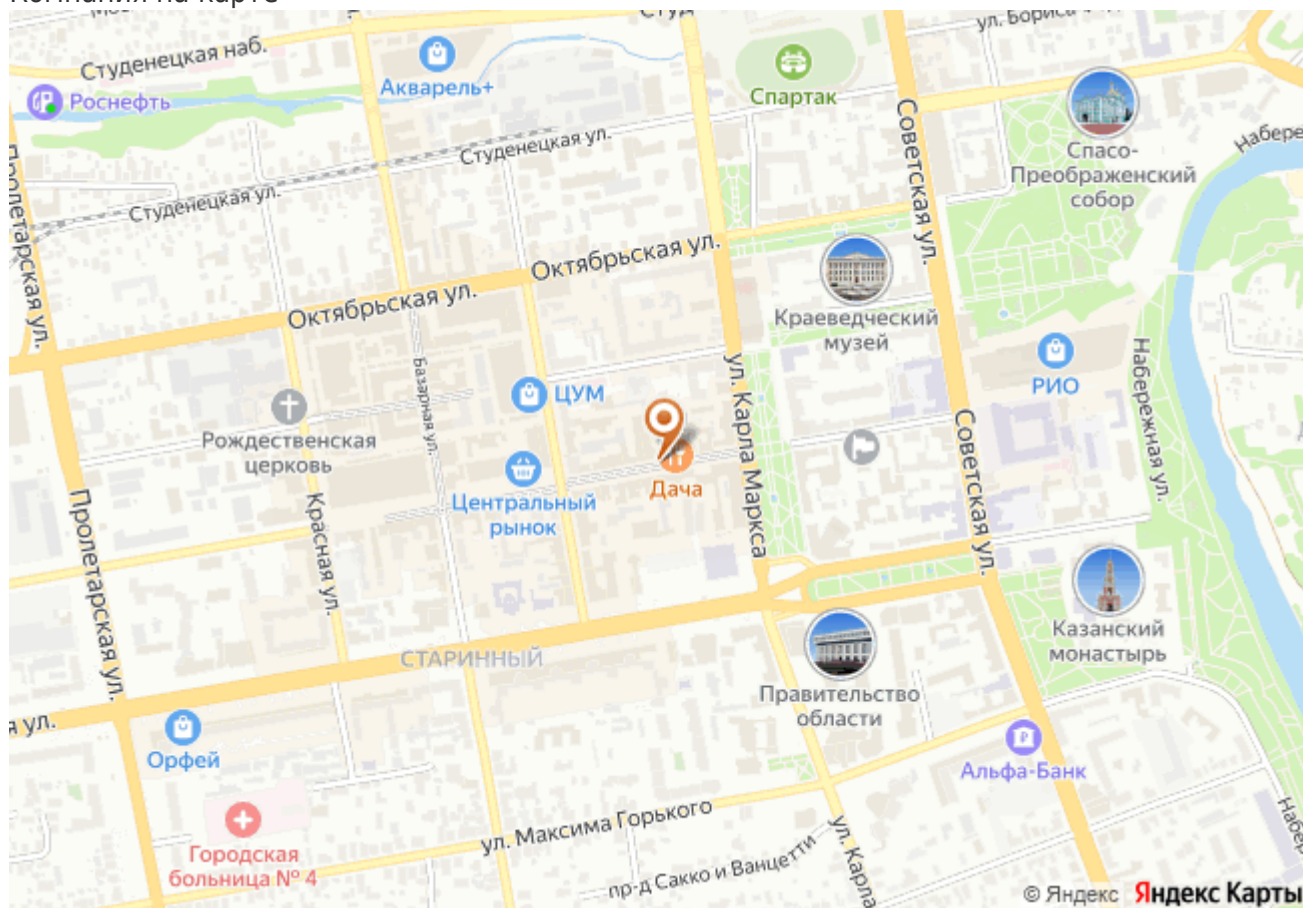 Компания на карте
Студенецкая наб.
Акварель+
Роснефть
Спартак
ул. Бориса
Студенецкая ул.
Студенецкая ул.
Советская ул.
Спасо-
Преображенский
собор
Пролетарская ул.
Октябрьская ул.
Октябрьская ул.
Краеведческий
музей
ул. Карла Маркса
РИО
Набережная ул.
Базарная ул.
ЦУМ
Рождественская
церковь
Центральный
рынок
Дача
Советская ул.
Красная ул.
Пролетарская ул.
Казанский
монастырь
СТАРИННЫЙ
Правительство
области
я ул.
Орфей
Альфа-Банк
ул. Максима Горького
Городская
больница № 4
пр-д Сакко и Ванцетти
ул. Карла
© Яндекс Яндекс Карты